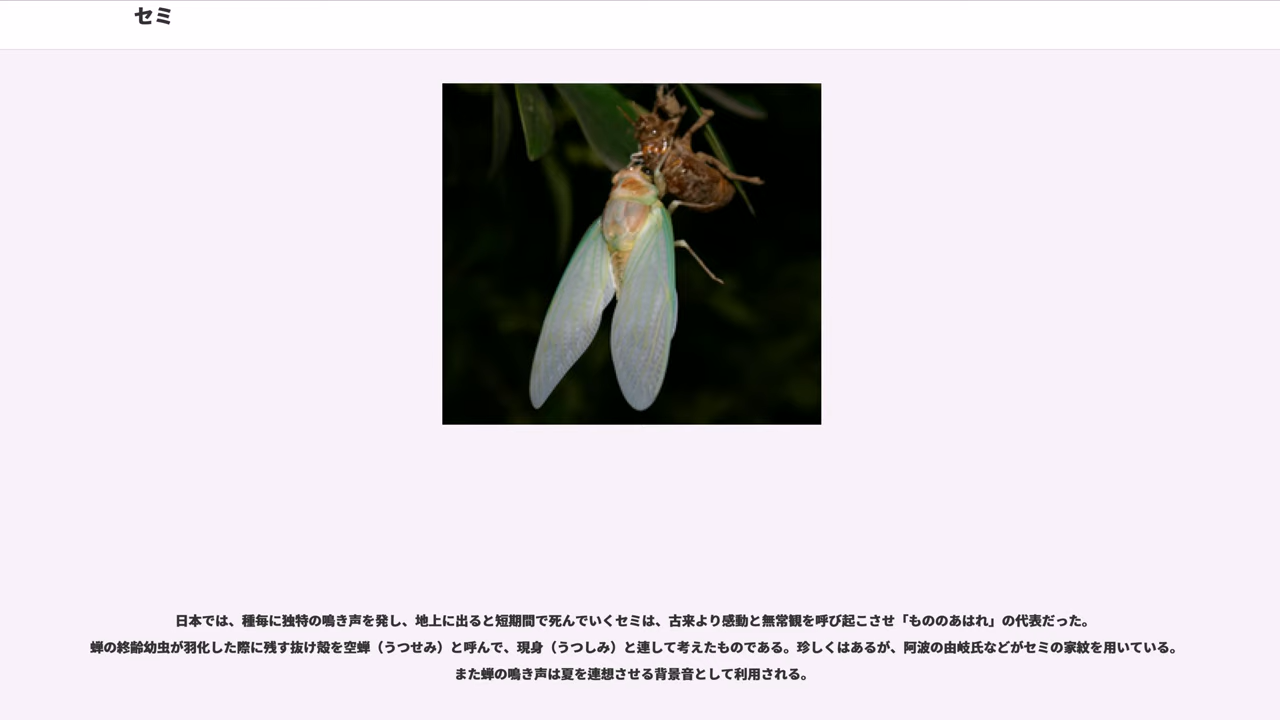 セミ
日本では、種毎に独特の鳴き声を発し、地上に出ると短期間で死んでいくセミは、古来より感動と無常観を呼び起こさせ「もののあはれ」の代表だった。
蝉の終齢幼虫が羽化した際に残す抜け殻を空蝉（うつせみ）と呼んで、現身（うつしみ）と連して考えたものである。珍しくはあるが、阿波の由岐氏などがセミの家紋を用いている。
また蝉の鳴き声は夏を連想させる背景音として利用される。